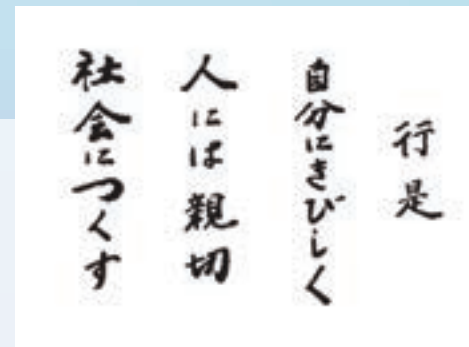 行是
自分にきびしく
人には親切
社会につくす